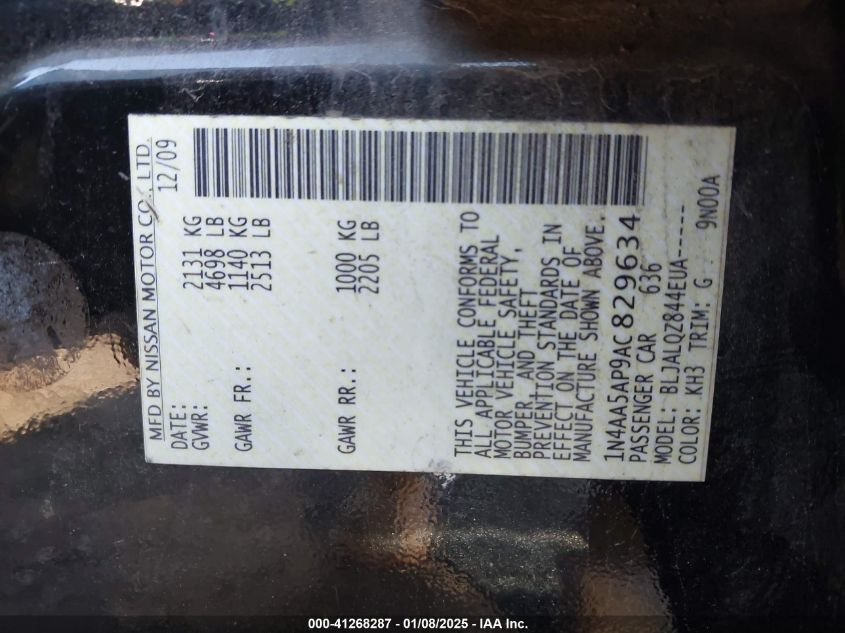 MFD BY NISSAN MOTOR CO., LTD.
DATE: 12/09
GVWR: 2131 KG
4698 LB
GAWR FR.: 1140 KG
2513 LB
GAWR RR.: 1000 KG
2205 LB
THIS VEHICLE CONFORMS TO
ALL APPLICABLE FEDERAL
MOTOR VEHICLE SAFETY,
BUMPER, AND THEFT
PREVENTION STANDARDS IN
EFFECT ON THE DATE OF
MANUFACTURE SHOWN ABOVE.
1N4AA5AP9AC829634
PASSENGER CAR 636
MODEL: BLJALQZ844EUA-----
COLOR: KH3 TRIM: G 9N00A
000-41268287 - 01/08/2025 - IAA Inc.